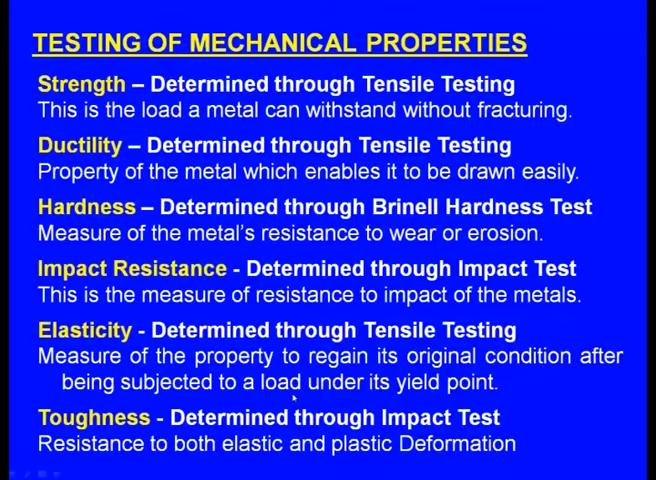 TESTING OF MECHANICAL PROPERTIES
Strength – Determined through Tensile Testing
This is the load a metal can withstand without fracturing.
Ductility – Determined through Tensile Testing
Property of the metal which enables it to be drawn easily.
Hardness – Determined through Brinell Hardness Test
Measure of the metal's resistance to wear or erosion.
Impact Resistance - Determined through Impact Test
This is the measure of resistance to impact of the metals.
Elasticity - Determined through Tensile Testing
Measure of the property to regain its original condition after
being subjected to a load under its yield point.
Toughness - Determined through Impact Test
Resistance to both elastic and plastic Deformation